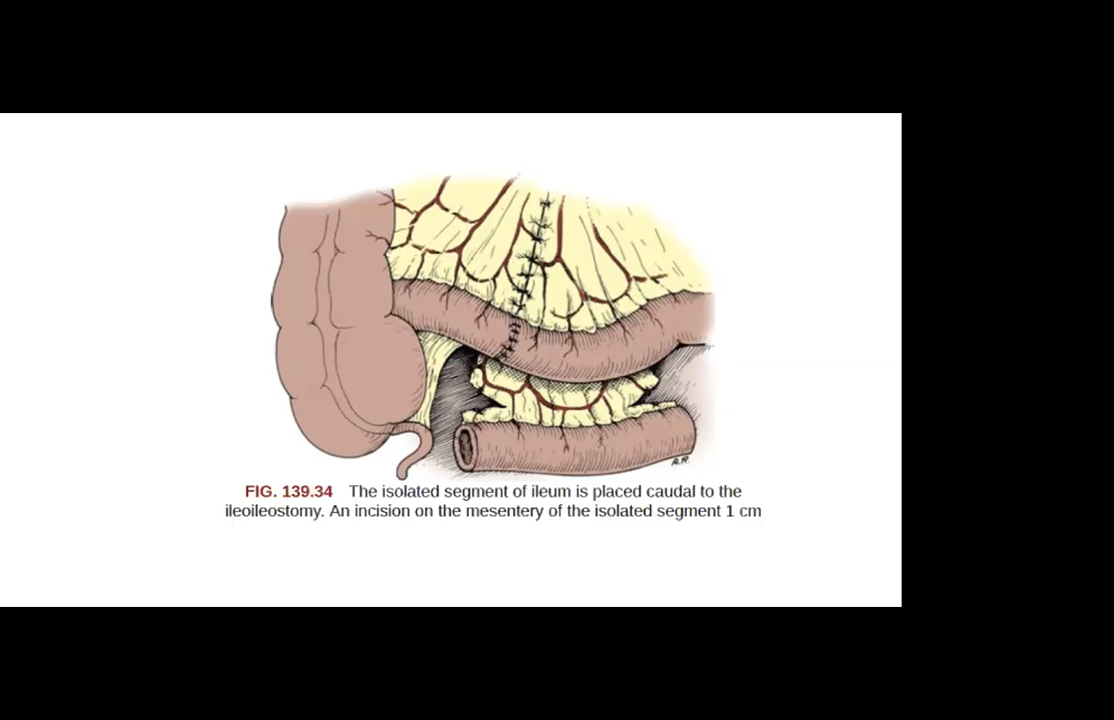 A.R.
FIG. 139.34 The isolated segment of ileum is placed caudal to the
ileoileostomy. An incision on the mesentery of the isolated segment 1 cm